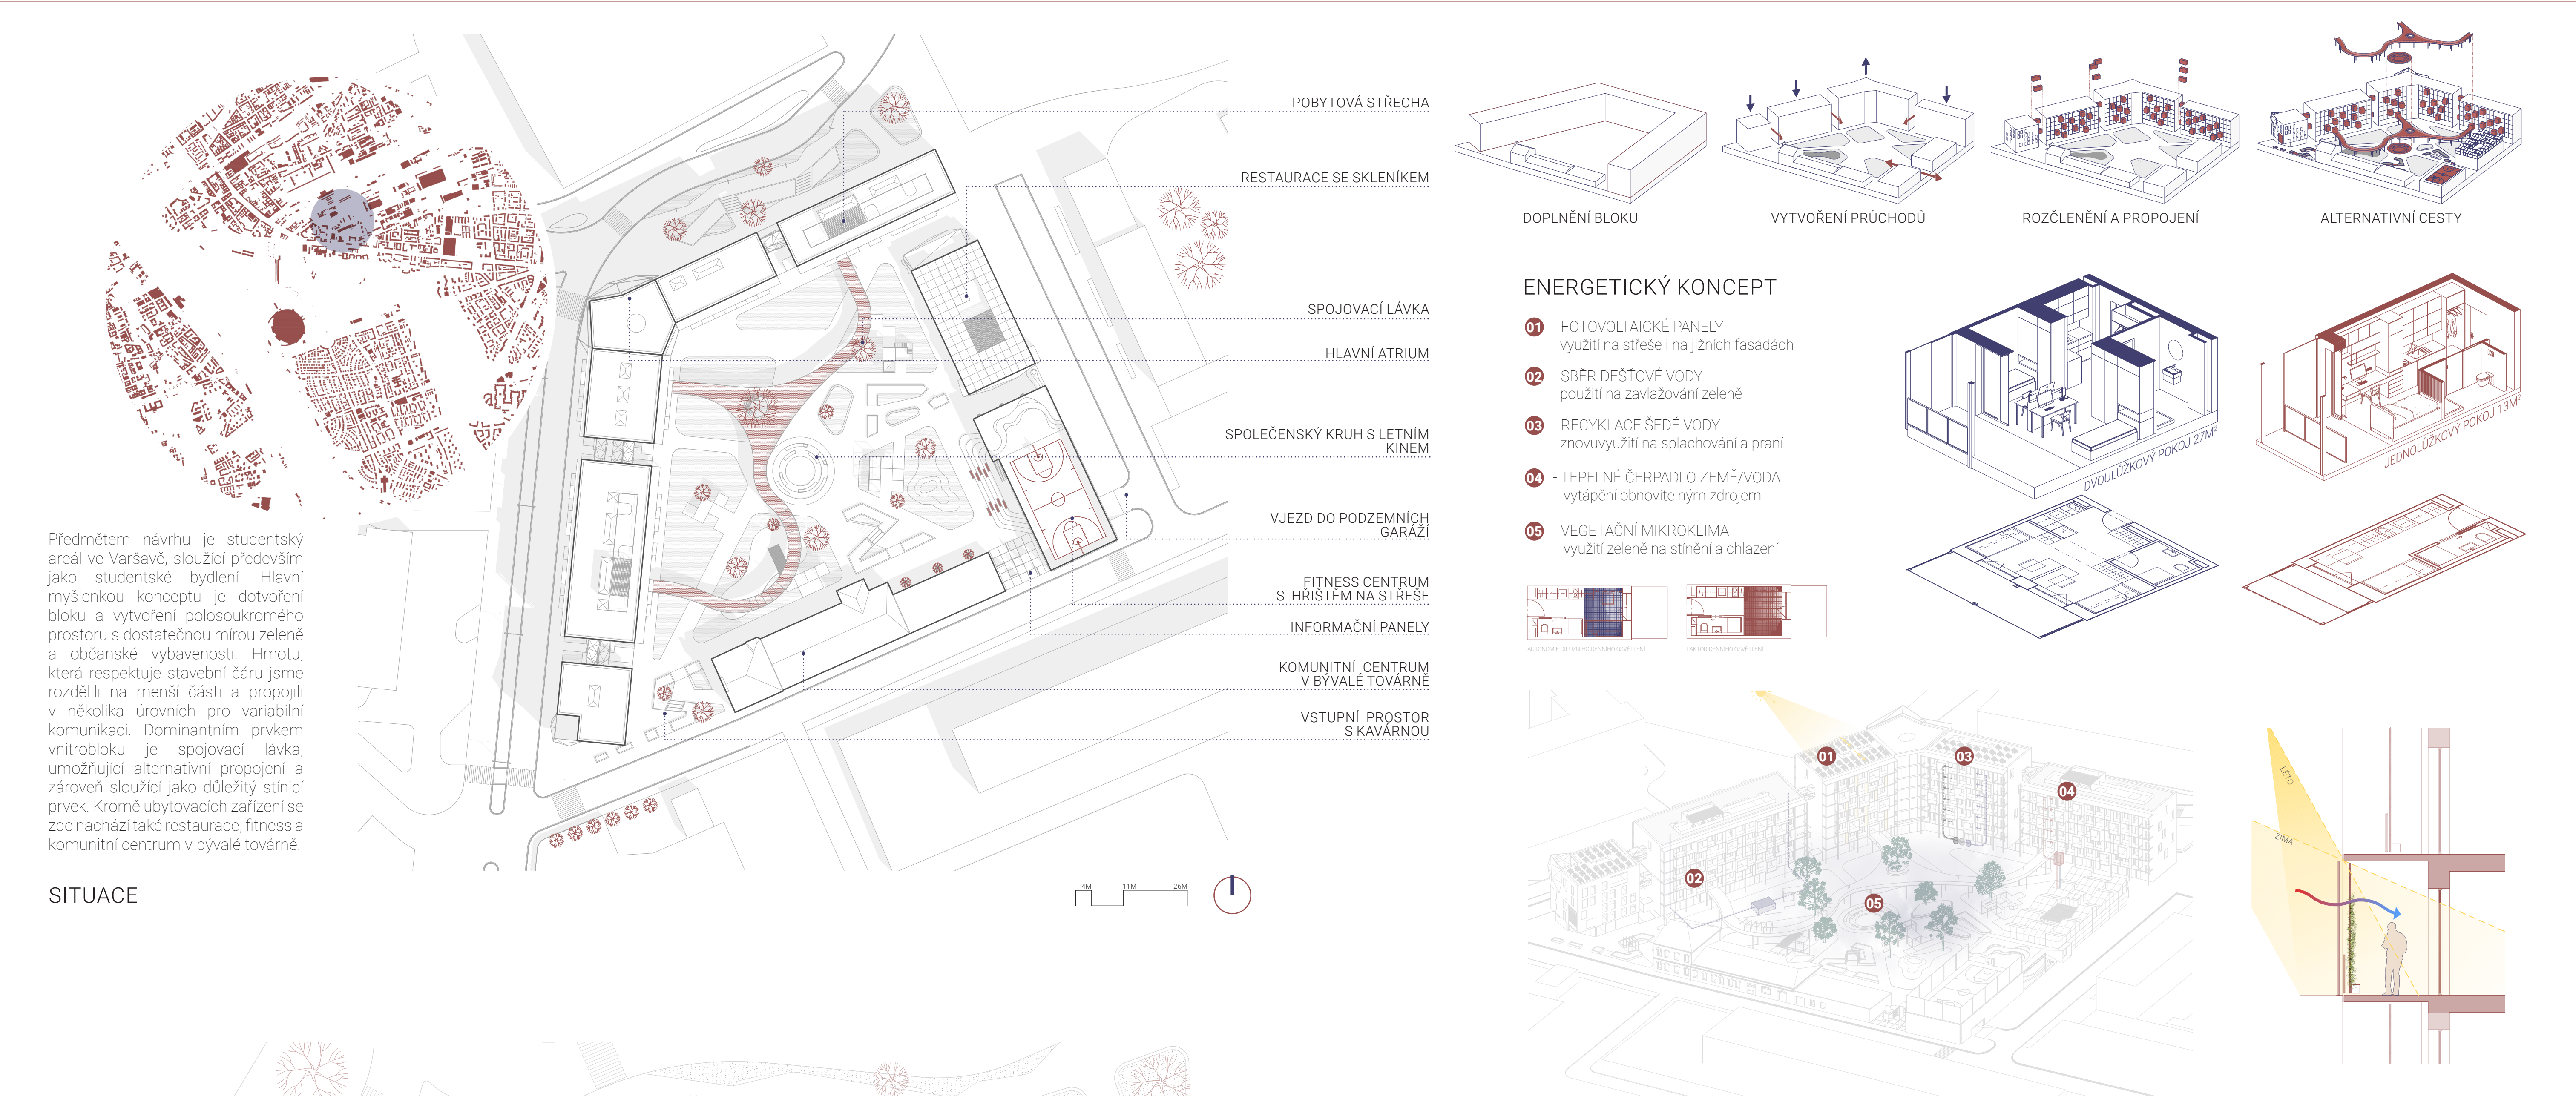 POBYTOVÁ STŘECHA
RESTAURACE SE SKLENÍKEM
SPOJOVACÍ LÁVKA
HLAVNÍ ATRIUM
SPOLEČENSKÝ KRUH S LETNÍM
KINEM
VJEZD DO PODZEMNÍCH
GARÁŽÍ
FITNESS CENTRUM
S HŘIŠTĚM NA STŘEŠE
INFORMAČNÍ PANELY
KOMUNITNÍ CENTRUM
V BÝVALÉ TOVÁRNĚ
VSTUPNÍ PROSTOR
S KAVÁRNOU
Předmětem návrhu je studentský
areál ve Varšavě, sloužící především
jako studentské bydlení. Hlavní
myšlenkou konceptu je dotvoření
bloku a vytvoření polosoukromého
prostoru s dostatečnou mírou zeleně
a občanské vybavenosti. Hmotu,
která respektuje stavební čáru jsme
rozdělili na menší části a propojili
v několika úrovních pro variabilní
komunikaci. Dominantním prvkem
vnitrobloku je spojovací lávka,
umožňující alternativní propojení a
zároveň sloužící jako důležitý stínicí
prvek. Kromě ubytovacích zařízení se
zde nachází také restaurace, fitness a
komunitní centrum v bývalé továrně.
SITUACE
4M 11M 26M
DOPLNĚNÍ BLOKU
VYTVOŘENÍ PRŮCHODŮ
ROZČLENĚNÍ A PROPOJENÍ
ALTERNATIVNÍ CESTY
ENERGETICKÝ KONCEPT
01 - FOTOVOLTAICKÉ PANELY
využití na střeše i na jižních fasádách
02 - SBĚR DEŠŤOVÉ VODY
použití na zavlažování zeleně
03 - RECYKLACE ŠEDÉ VODY
znovuvyužití na splachování a praní
04 - TEPELNÉ ČERPADLO ZEMĚ/VODA
vytápění obnovitelným zdrojem
05 - VEGETAČNÍ MIKROKLIMA
využití zeleně na stínění a chlazení
AUTONOMIE DIFUZNÍHO DENNÍHO OSVĚTLENÍ
FAKTOR DENNÍHO OSVĚTLENÍ
DVOULŮŽKOVÝ POKOJ 27M²
JEDNOLŮŽKOVÝ POKOJ 13M²
01
03
04
02
05
LÉTO
ZIMA